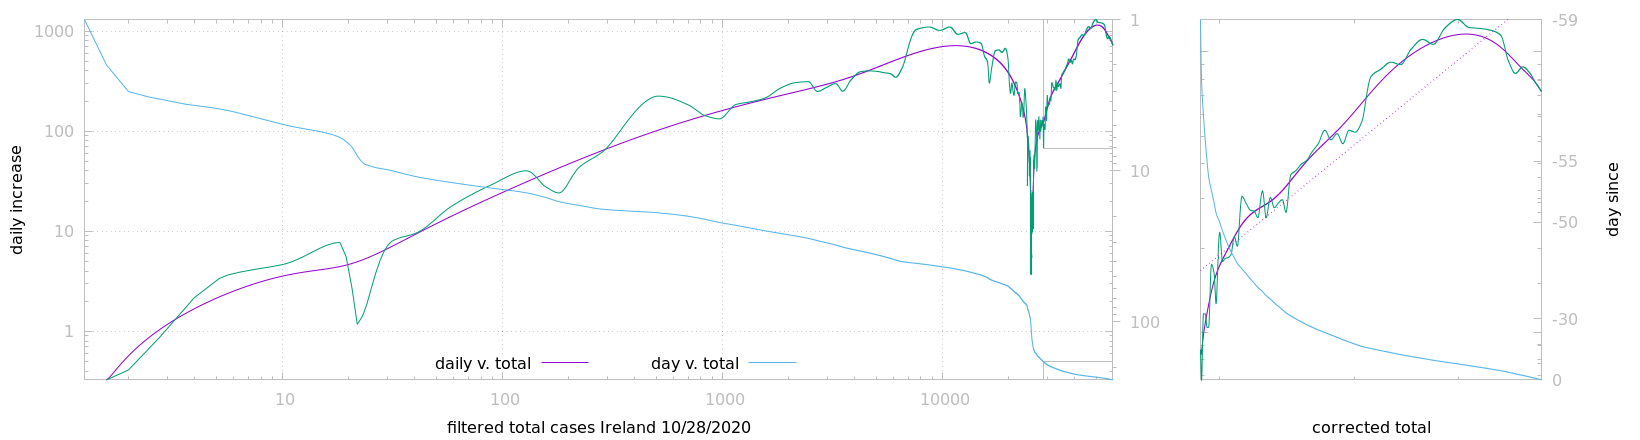 1000
100
10
1
daily increase
10
100
1000
10000
filtered total cases Ireland 10/28/2020
daily v. total
day v. total
1
10
100
-59
-55
-50
-30
0
day since
corrected total